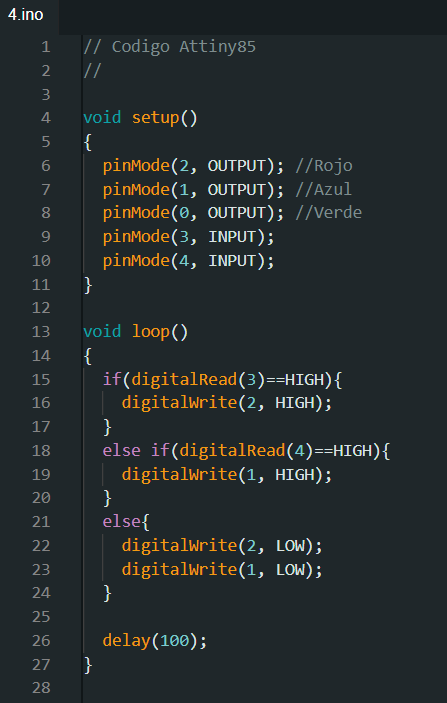 4.ino
1 // Codigo Attiny85
2 //
3
4 void setup()
5 {
6   pinMode(2, OUTPUT); //Rojo
7   pinMode(1, OUTPUT); //Azul
8   pinMode(0, OUTPUT); //Verde
9   pinMode(3, INPUT);
10   pinMode(4, INPUT);
11 }
12
13 void loop()
14 {
15   if(digitalRead(3)==HIGH){
16     digitalWrite(2, HIGH);
17   }
18   else if(digitalRead(4)==HIGH){
19     digitalWrite(1, HIGH);
20   }
21   else{
22     digitalWrite(2, LOW);
23     digitalWrite(1, LOW);
24   }
25
26   delay(100);
27 }
28